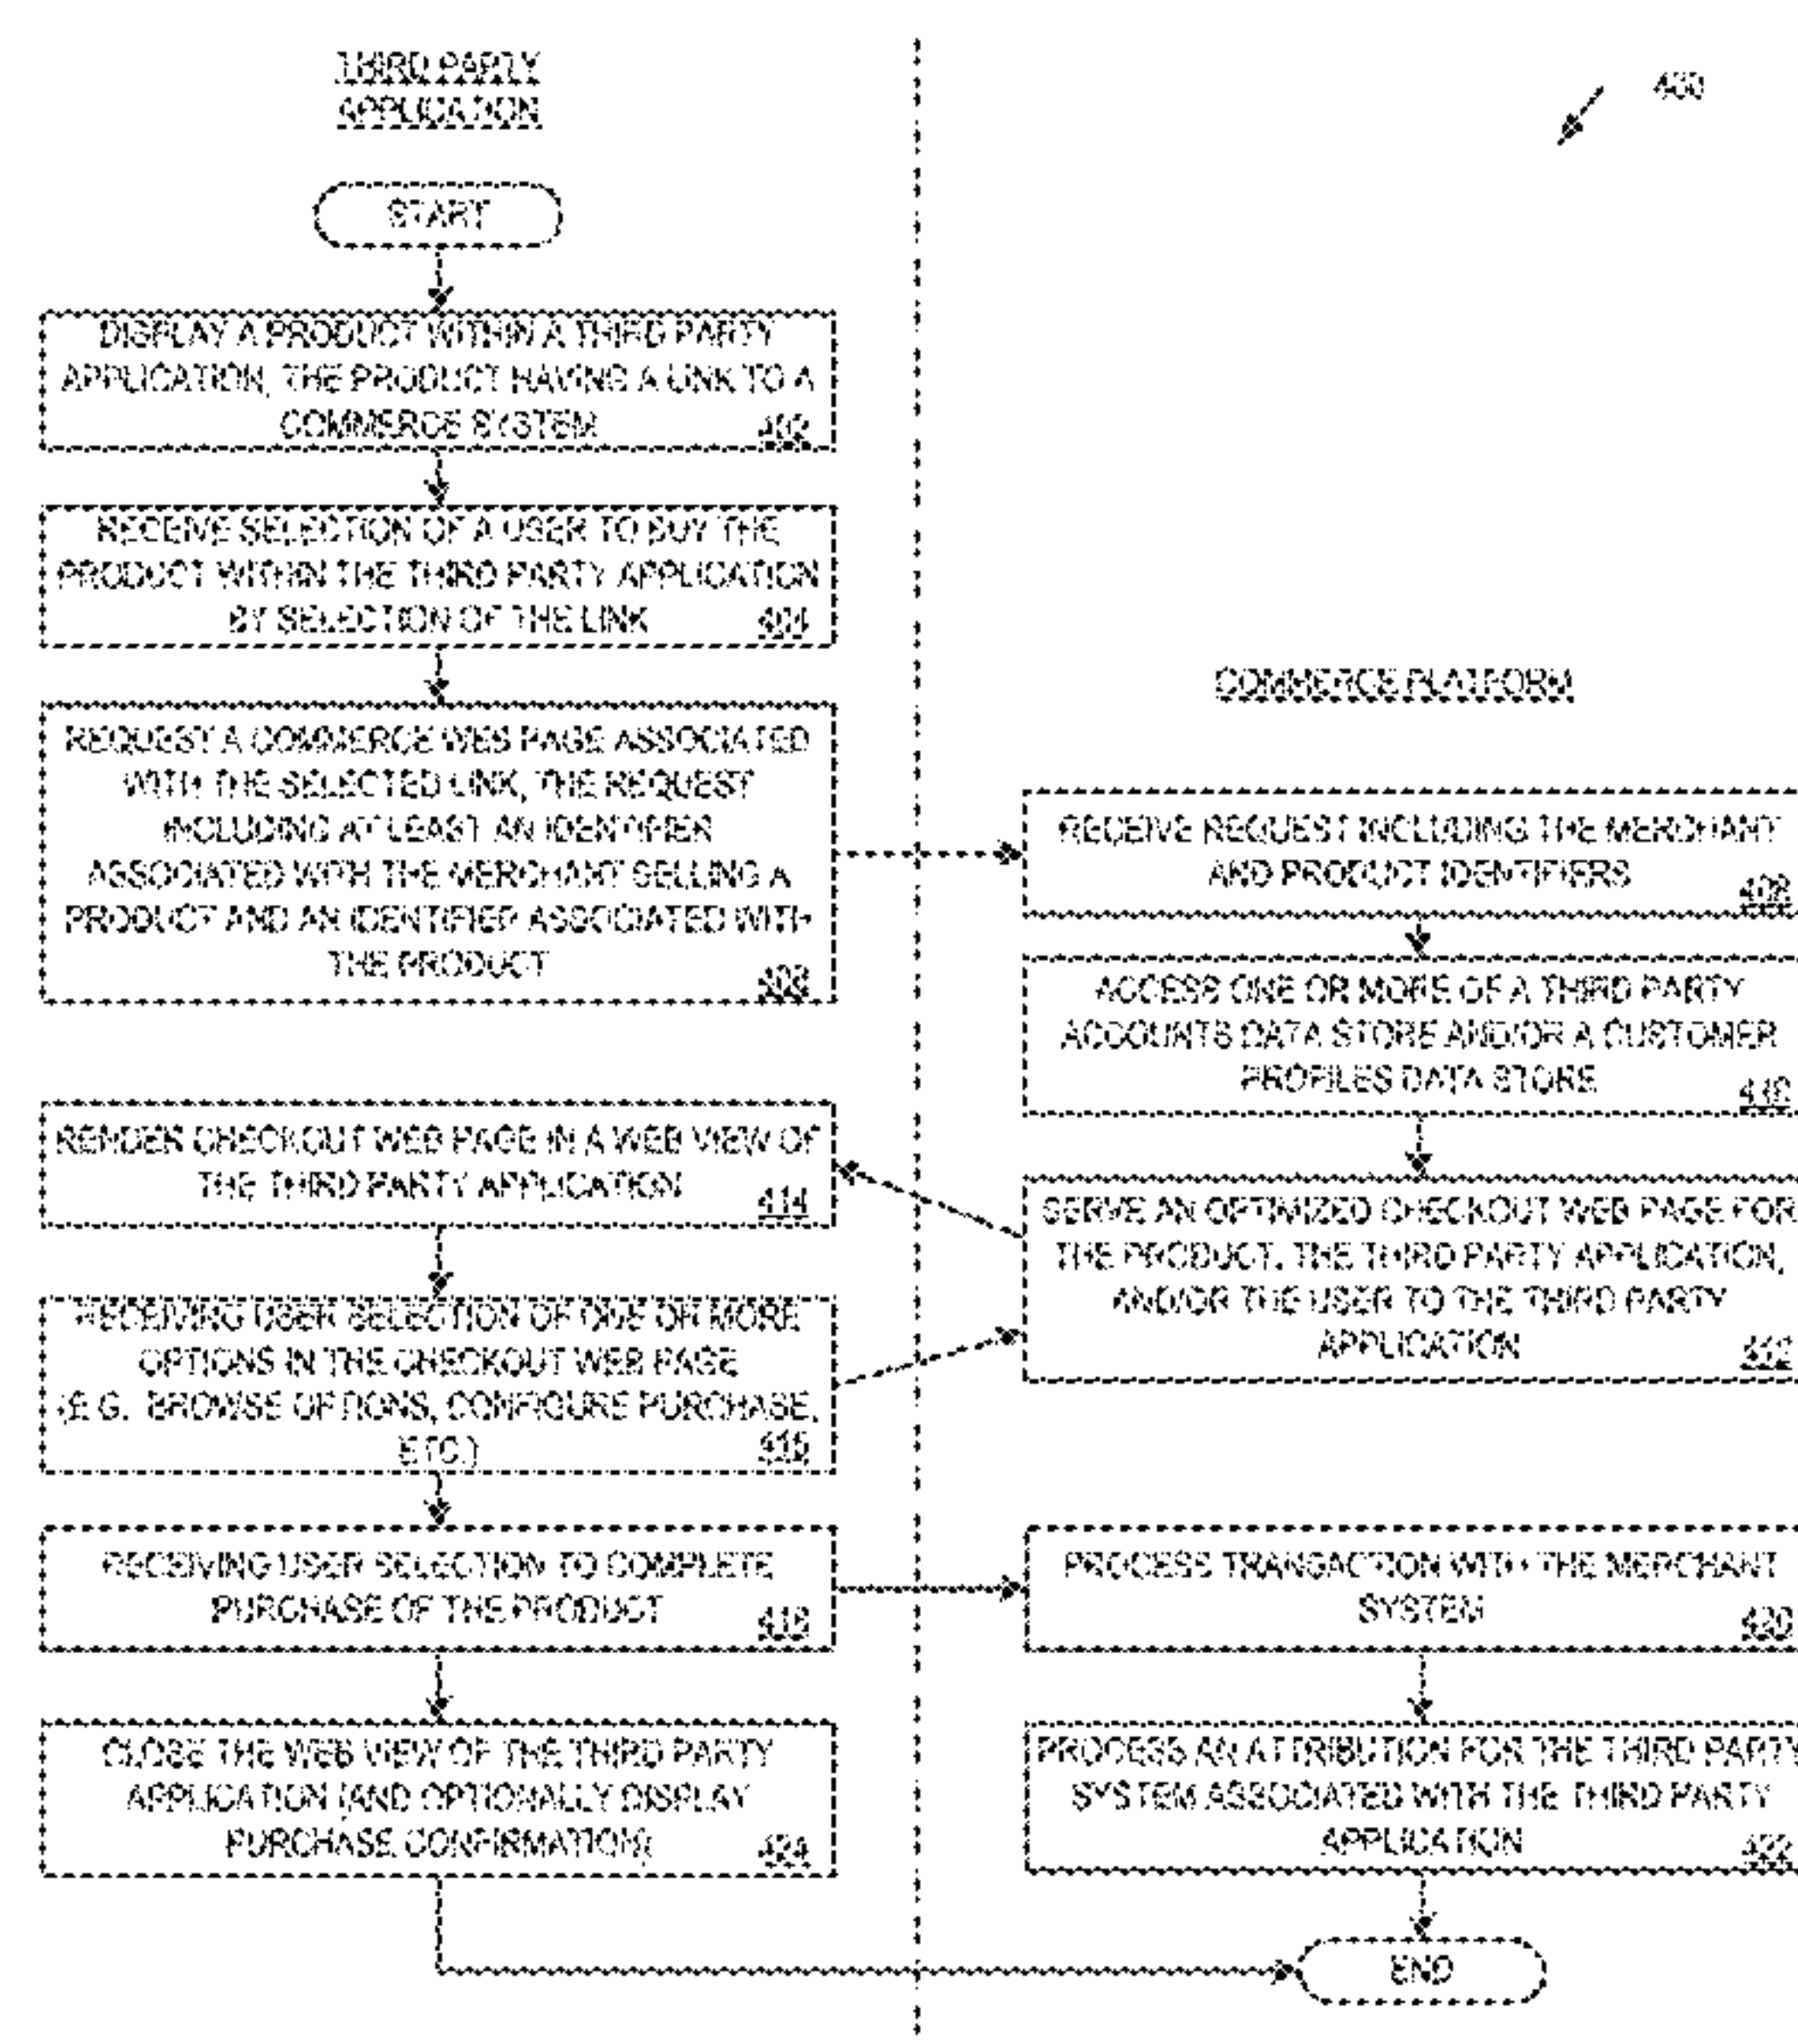 THIRD PARTY
APPLICATION
400
START
DISPLAY A PRODUCT WITHIN A THIRD PARTY
APPLICATION, THE PRODUCT HAVING A LINK TO A
COMMERCE SYSTEM 402
RECEIVE SELECTION OF A USER TO BUY THE
PRODUCT WITHIN THE THIRD PARTY APPLICATION
BY SELECTION OF THE LINK 404
REQUEST A COMMERCE WEB PAGE ASSOCIATED
WITH THE SELECTED LINK, THE REQUEST
INCLUDING AT LEAST AN IDENTIFIER
ASSOCIATED WITH THE MERCHANT SELLING A
PRODUCT AND AN IDENTIFIED ASSOCIATED WITH
THE PRODUCT
COMMERCE PLATFORM
RECEIVE REQUEST INCLUDING THE MERCHANT
AND PRODUCT IDENTIFIERS 408
ACCESS ONE OR MORE OF A THIRD PARTY
ACCOUNTS DATA STORE AND/OR A CUSTOMER
PROFILES DATA STORE 410
SERVE AN OPTIMIZED CHECKOUT WEB PAGE FOR
THE PRODUCT, THE THIRD PARTY APPLICATION,
AND/OR THE USER TO THE THIRD PARTY
APPLICATION 412
RENDER CHECKOUT WEB PAGE IN A WEB VIEW OF
THE THIRD PARTY APPLICATION 414
RECEIVING USER SELECTION OF ONE OR MORE
OPTIONS IN THE CHECKOUT WEB PAGE
(E.G. BROWSE OPTIONS, CONFIGURE PURCHASE,
ETC.) 416
RECEIVING USER SELECTION TO COMPLETE
PURCHASE OF THE PRODUCT 418
PROCESS TRANSACTION WITH THE MERCHANT
SYSTEM 420
CLOSE THE WEB VIEW OF THE THIRD PARTY
APPLICATION (AND OPTIONALLY DISPLAY
PURCHASE CONFIRMATION) 424
PROCESS AN ATTRIBUTION FOR THE THIRD PARTY
SYSTEM ASSOCIATED WITH THE THIRD PARTY
APPLICATION 422
END